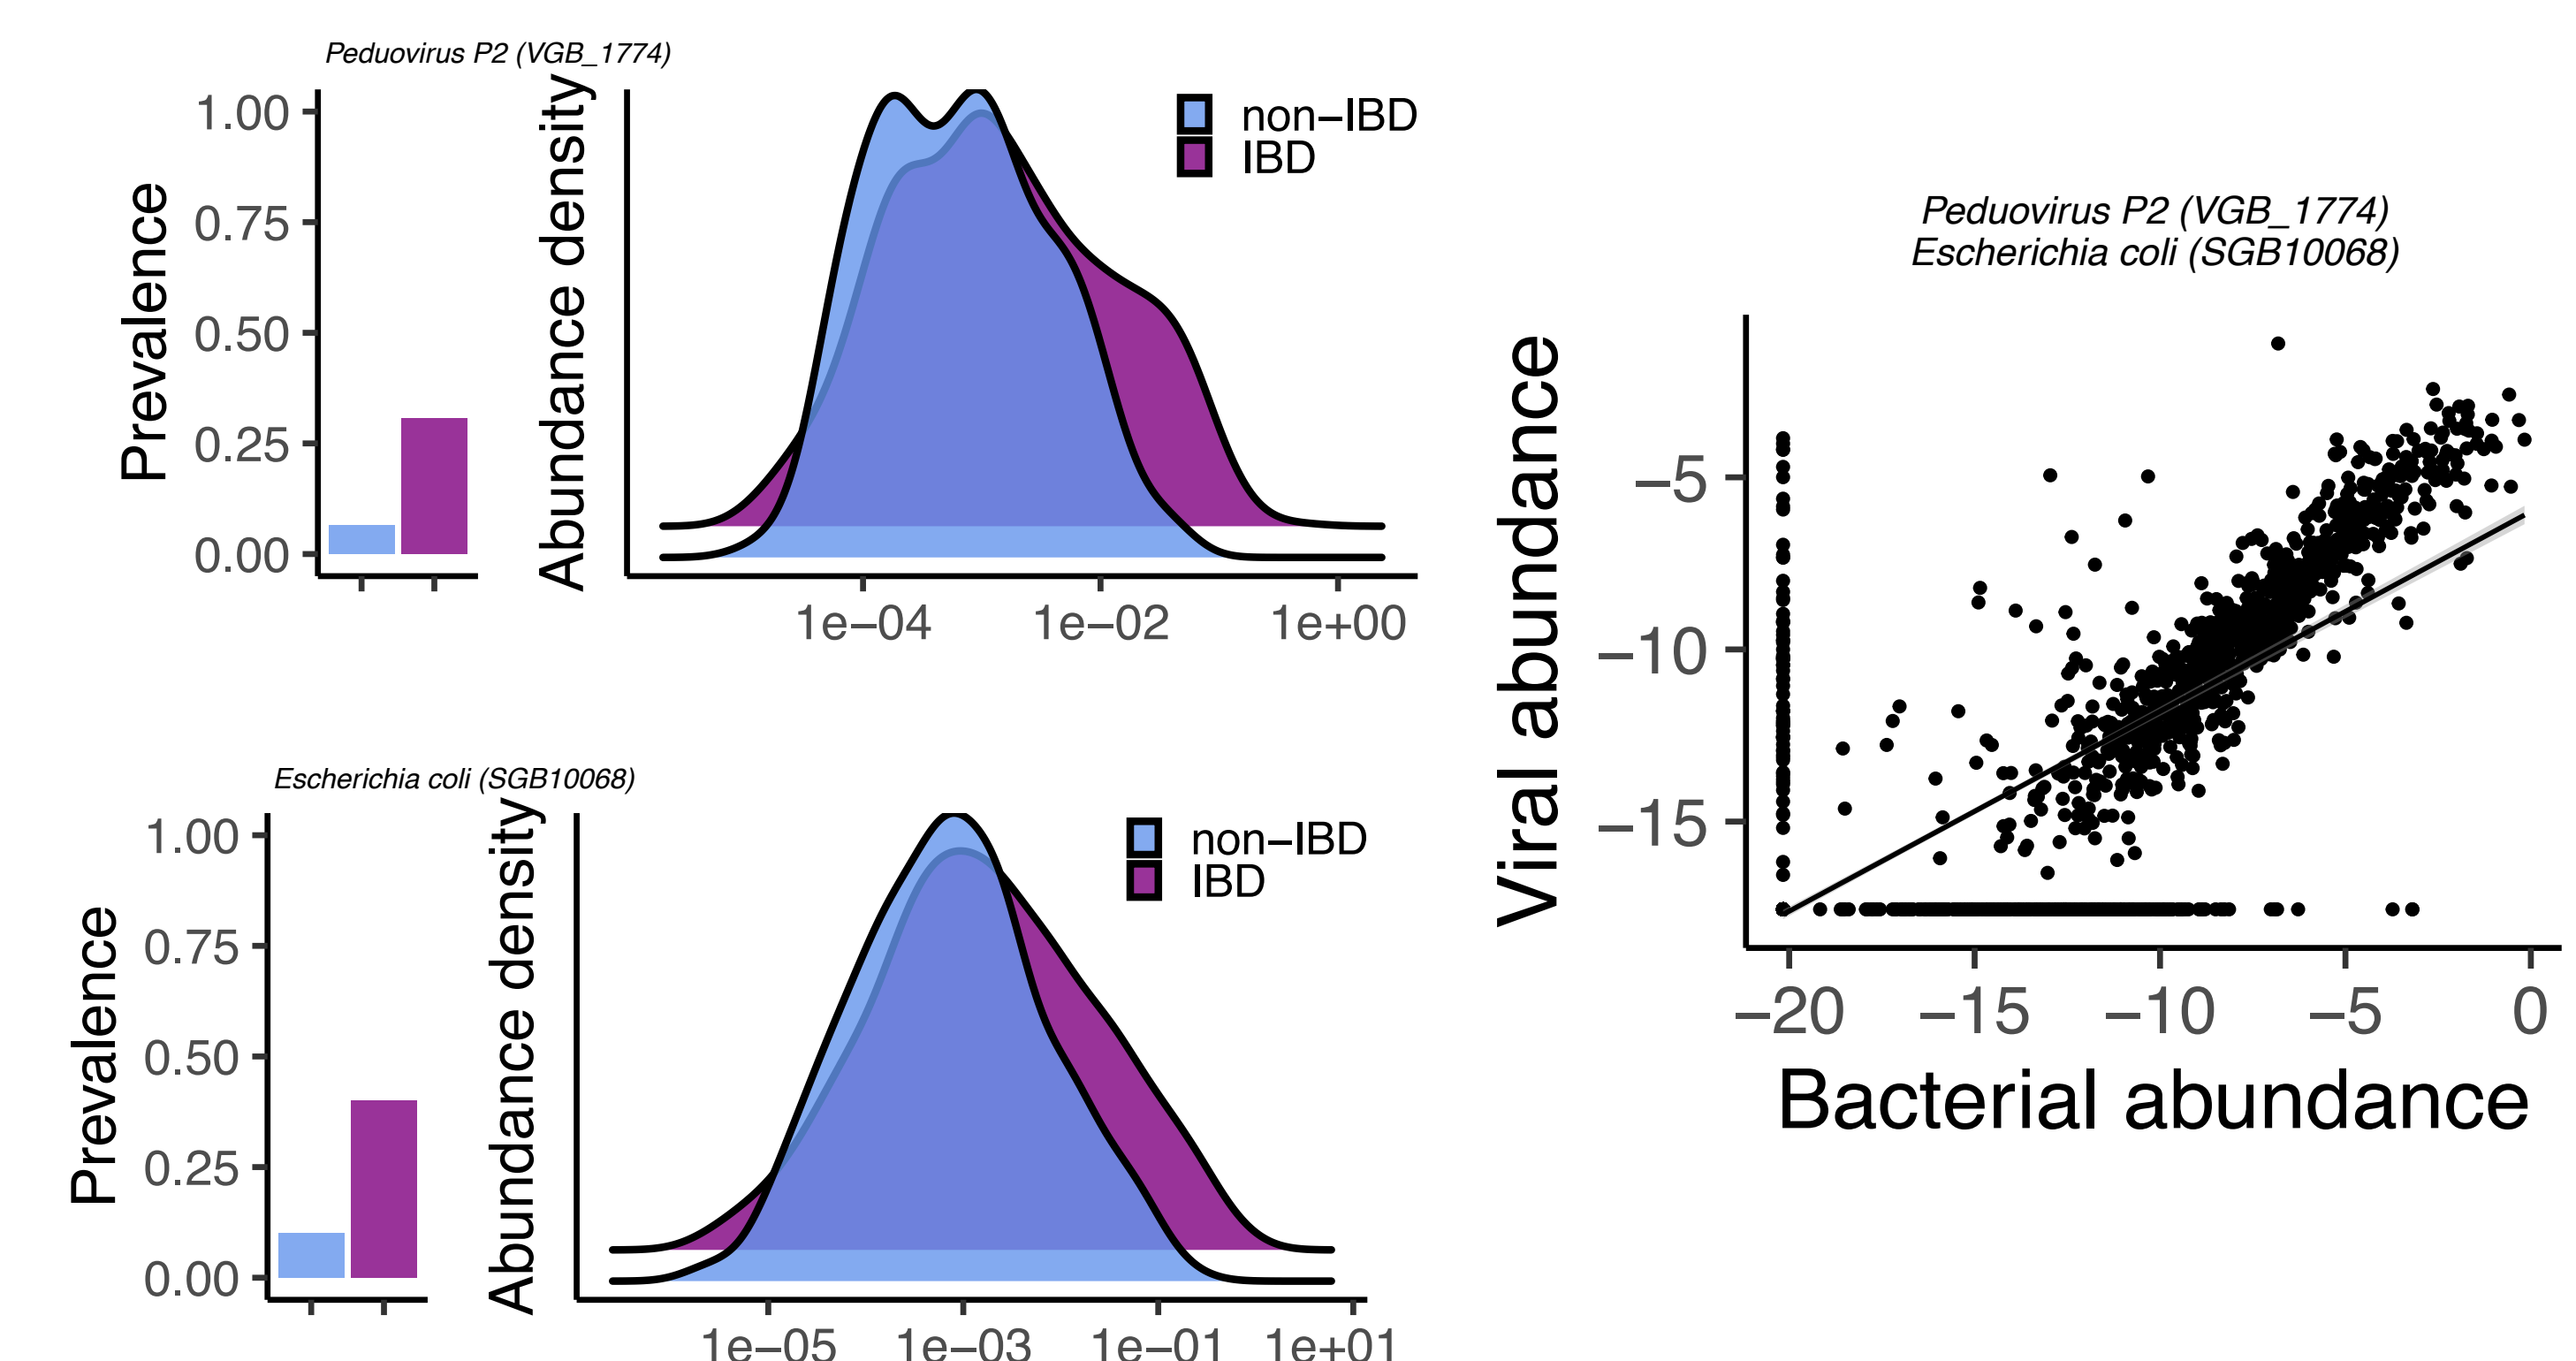 Peduovirus P2 (VGB_1774)
Prevalence
1.00
0.75
0.50
0.25
0.00
Abundance density
non−IBD
IBD
1e−04 1e−02 1e+00
Escherichia coli (SGB10068)
Prevalence
1.00
0.75
0.50
0.25
0.00
Abundance density
non−IBD
IBD
1e−05 1e−03 1e−01 1e+01
Peduovirus P2 (VGB_1774)
Escherichia coli (SGB10068)
Viral abundance
−5
−10
−15
−20 −15 −10 −5 0
Bacterial abundance